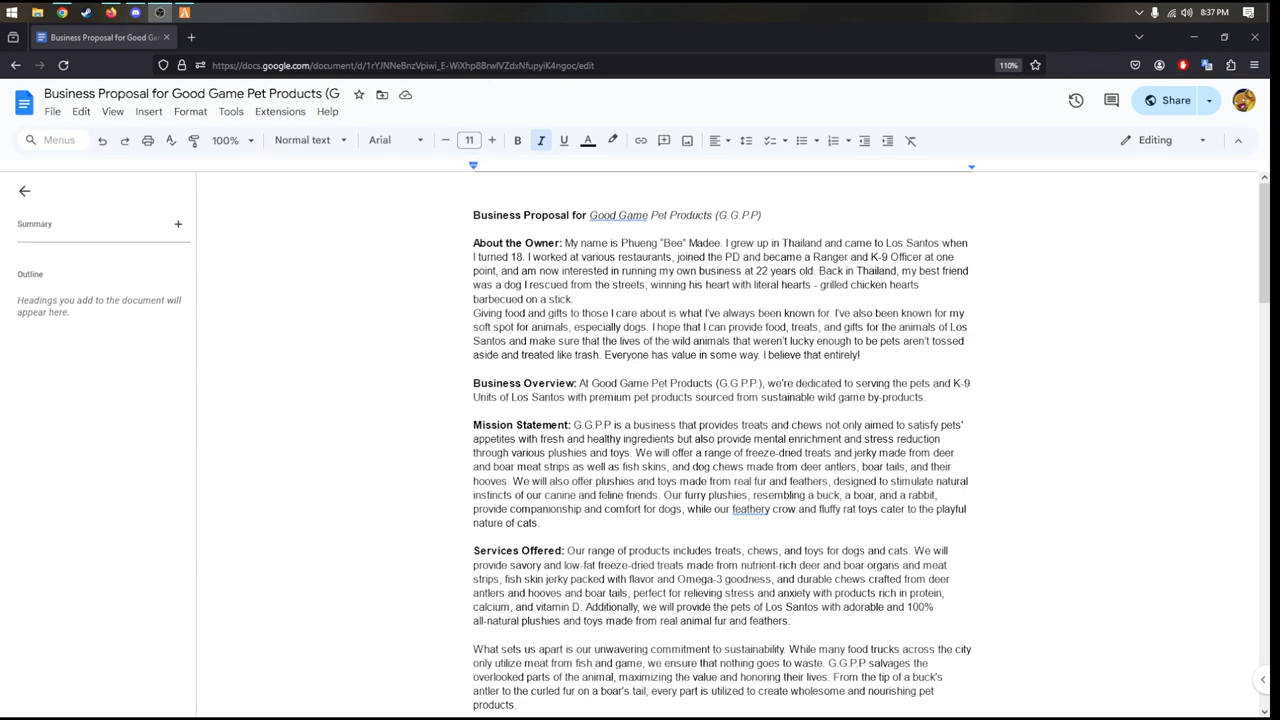 8:37 PM
Business Proposal for Good Ga
https://docs.google.com/document/d/1rYJNNeBnzVpiwi_E-WiXhp8BrwIVZdxNfupyiK4ngoc/edit
110%
Business Proposal for Good Game Pet Products (G
File Edit View Insert Format Tools Extensions Help
Share
Menus
100%
Normal text
Arial
11
B I U A
Editing
Summary
Outline
Headings you add to the document will
appear here.
Business Proposal for Good Game Pet Products (G.G.P.P)
About the Owner: My name is Phueng "Bee" Madee. I grew up in Thailand and came to Los Santos when
I turned 18. I worked at various restaurants, joined the PD and became a Ranger and K-9 Officer at one
point, and am now interested in running my own business at 22 years old. Back in Thailand, my best friend
was a dog I rescued from the streets, winning his heart with literal hearts - grilled chicken hearts
barbecued on a stick.
Giving food and gifts to those I care about is what I've always been known for. I've also been known for my
soft spot for animals, especially dogs. I hope that I can provide food, treats, and gifts for the animals of Los
Santos and make sure that the lives of the wild animals that weren't lucky enough to be pets aren't tossed
aside and treated like trash. Everyone has value in some way. I believe that entirely!
Business Overview: At Good Game Pet Products (G.G.P.P.), we're dedicated to serving the pets and K-9
Units of Los Santos with premium pet products sourced from sustainable wild game by-products.
Mission Statement: G.G.P.P is a business that provides treats and chews not only aimed to satisfy pets'
appetites with fresh and healthy ingredients but also provide mental enrichment and stress reduction
through various plushies and toys. We will offer a range of freeze-dried treats and jerky made from deer
and boar meat strips as well as fish skins, and dog chews made from deer antlers, boar tails, and their
hooves. We will also offer plushies and toys made from real fur and feathers, designed to stimulate natural
instincts of our canine and feline friends. Our furry plushies, resembling a buck, a boar, and a rabbit,
provide companionship and comfort for dogs, while our feathery crow and fluffy rat toys cater to the playful
nature of cats.
Services Offered: Our range of products includes treats, chews, and toys for dogs and cats. We will
provide savory and low-fat freeze-dried treats made from nutrient-rich deer and boar organs and meat
strips, fish skin jerky packed with flavor and Omega-3 goodness, and durable chews crafted from deer
antlers and hooves and boar tails, perfect for relieving stress and anxiety with products rich in protein,
calcium, and vitamin D. Additionally, we will provide the pets of Los Santos with adorable and 100%
all-natural plushies and toys made from real animal fur and feathers.
What sets us apart is our unwavering commitment to sustainability. While many food trucks across the city
only utilize meat from fish and game, we ensure that nothing goes to waste. G.G.P.P salvages the
overlooked parts of the animal, maximizing the value and honoring their lives. From the tip of a buck's
antler to the curled fur on a boar's tail, every part is utilized to create wholesome and nourishing pet
products.